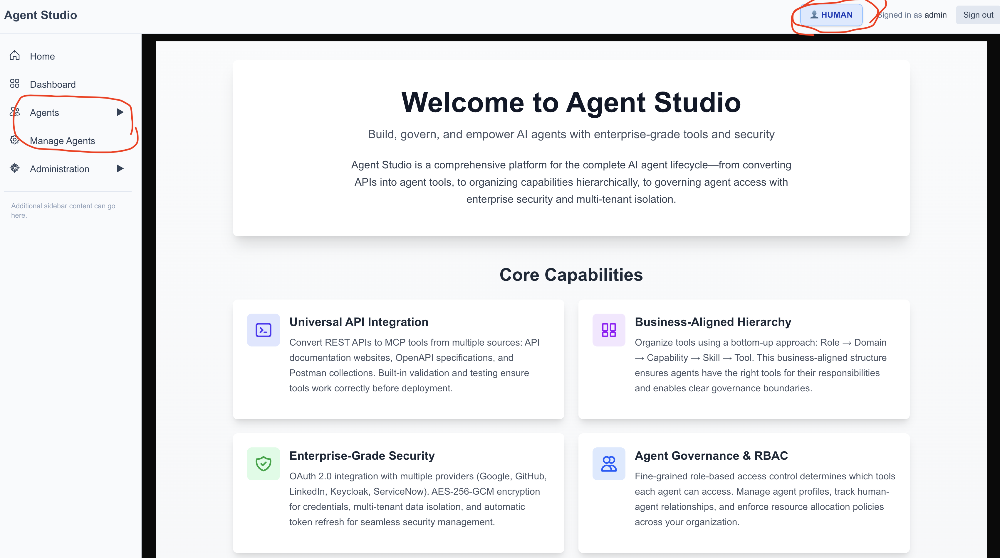 Agent Studio
HUMAN
Signed in as admin
Sign out
Home
Dashboard
Agents
Manage Agents
Administration
Additional sidebar content can go
here.
Welcome to Agent Studio
Build, govern, and empower AI agents with enterprise-grade tools and security
Agent Studio is a comprehensive platform for the complete AI agent lifecycle—from converting
APIs into agent tools, to organizing capabilities hierarchically, to governing agent access with
enterprise security and multi-tenant isolation.
Core Capabilities
Universal API Integration
Convert REST APIs to MCP tools from multiple sources: API
documentation websites, OpenAPI specifications, and
Postman collections. Built-in validation and testing ensure
tools work correctly before deployment.
Business-Aligned Hierarchy
Organize tools using a bottom-up approach: Role → Domain
→ Capability → Skill → Tool. This business-aligned structure
ensures agents have the right tools for their responsibilities
and enables clear governance boundaries.
Enterprise-Grade Security
OAuth 2.0 integration with multiple providers (Google, GitHub,
LinkedIn, Keycloak, ServiceNow). AES-256-GCM encryption
for credentials, multi-tenant data isolation, and automatic
token refresh for seamless security management.
Agent Governance & RBAC
Fine-grained role-based access control determines which tools
each agent can access. Manage agent profiles, track human-
agent relationships, and enforce resource allocation policies
across your organization.